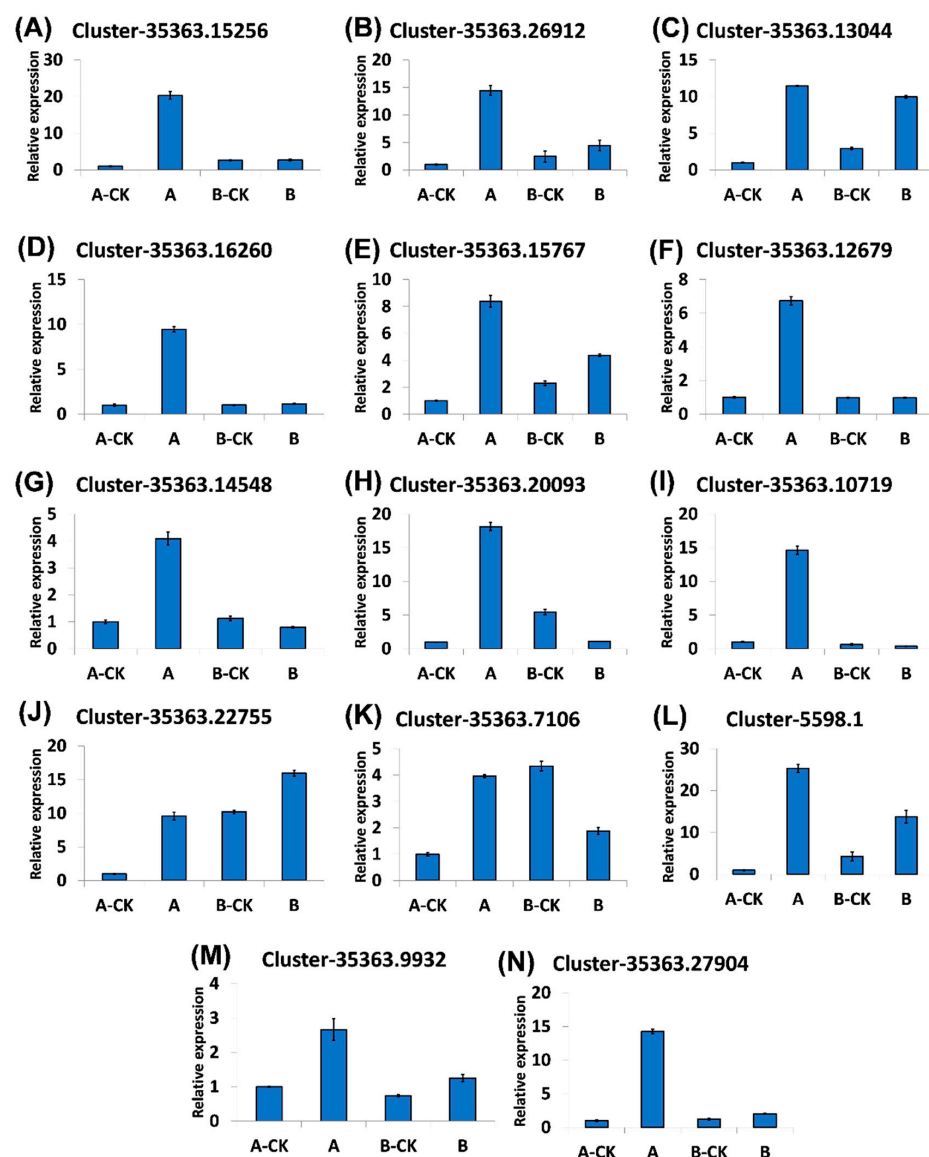 (A) Cluster-35363.15256
Relative expression
30
20
10
0
A-CK A B-CK B
(B) Cluster-35363.26912
Relative expression
20
15
10
5
0
A-CK A B-CK B
(C) Cluster-35363.13044
Relative expression
15
10
5
0
A-CK A B-CK B
(D) Cluster-35363.16260
Relative expression
15
10
5
0
A-CK A B-CK B
(E) Cluster-35363.15767
Relative expression
10
8
6
4
2
0
A-CK A B-CK B
(F) Cluster-35363.12679
Relative expression
8
6
4
2
0
A-CK A B-CK B
(G) Cluster-35363.14548
Relative expression
5
4
3
2
1
0
A-CK A B-CK B
(H) Cluster-35363.20093
Relative expression
20
15
10
5
0
A-CK A B-CK B
(I) Cluster-35363.10719
Relative expression
20
15
10
5
0
A-CK A B-CK B
(J) Cluster-35363.22755
Relative expression
20
15
10
5
0
A-CK A B-CK B
(K) Cluster-35363.7106
Relative expression
5
4
3
2
1
0
A-CK A B-CK B
(L) Cluster-5598.1
Relative expression
30
20
10
0
A-CK A B-CK B
(M) Cluster-35363.9932
Relative expression
4
3
2
1
0
A-CK A B-CK B
(N) Cluster-35363.27904
Relative expression
20
15
10
5
0
A-CK A B-CK B